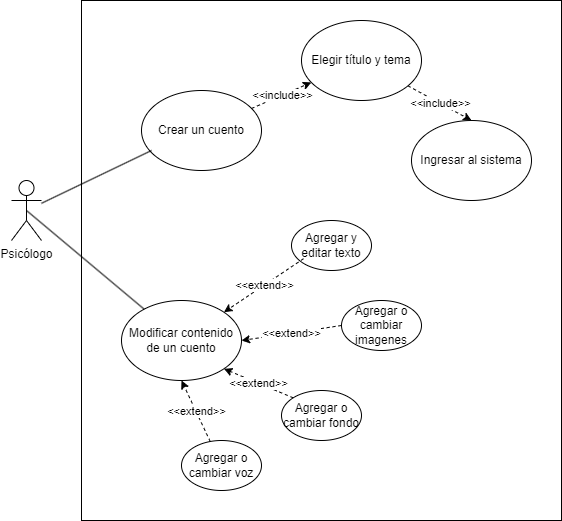 Elegir título y tema
<<include>>
<<include>>
Crear un cuento
Ingresar al sistema
Psicólogo
Agregar y
editar texto
<<extend>>
Agregar o
cambiar
imagenes
Modificar contenido
de un cuento
<<extend>>
<<extend>>
Agregar o
cambiar fondo
<<extend>>
Agregar o
cambiar voz